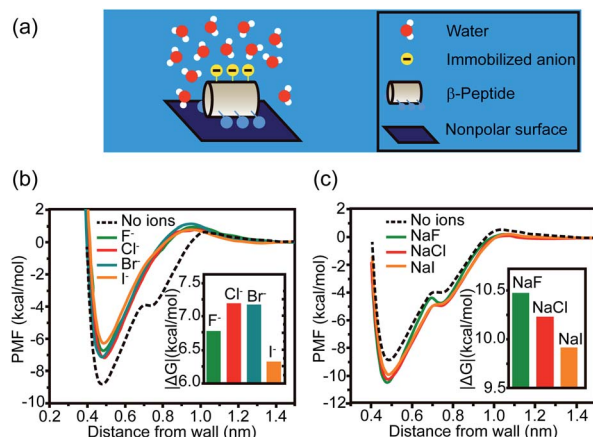 (a)
Water
Immobilized anion
β-Peptide
Nonpolar surface
(b)
PMF (kcal/mol)
2
0
-2
-4
-6
-8
-10
No ions
F-
Cl-
Br-
I-
|ΔG|(kcal/mol)
7.5
7.0
6.5
6.0
F-
Cl-
Br-
I-
0.2 0.4 0.6 0.8 1.0 1.2 1.4
Distance from wall (nm)
(c)
PMF (kcal/mol)
2
0
-2
-4
-6
-8
-10
-12
No ions
NaF
NaCl
NaI
|ΔG|(kcal/mol)
10.5
10.0
9.5
NaF
NaCl
NaI
0.4 0.6 0.8 1.0 1.2 1.4
Distance from wall (nm)